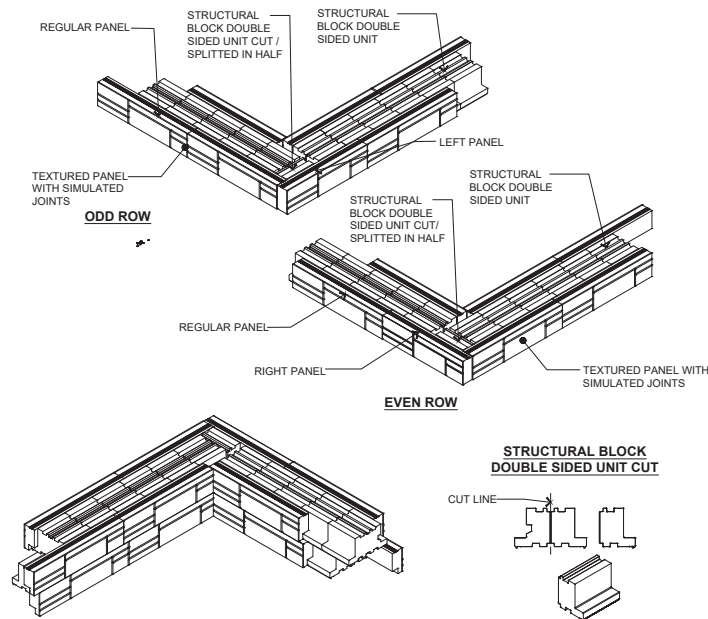 STRUCTURAL
BLOCK DOUBLE
SIDED UNIT CUT /
SPLITTED IN HALF
STRUCTURAL
BLOCK DOUBLE
SIDED UNIT
REGULAR PANEL
LEFT PANEL
TEXTURED PANEL
WITH SIMULATED
JOINTS
ODD ROW
STRUCTURAL
BLOCK DOUBLE
SIDED UNIT
STRUCTURAL
BLOCK DOUBLE
SIDED UNIT CUT/
SPLITTED IN HALF
REGULAR PANEL
RIGHT PANEL
TEXTURED PANEL WITH
SIMULATED JOINTS
EVEN ROW
STRUCTURAL BLOCK
DOUBLE SIDED UNIT CUT
CUT LINE